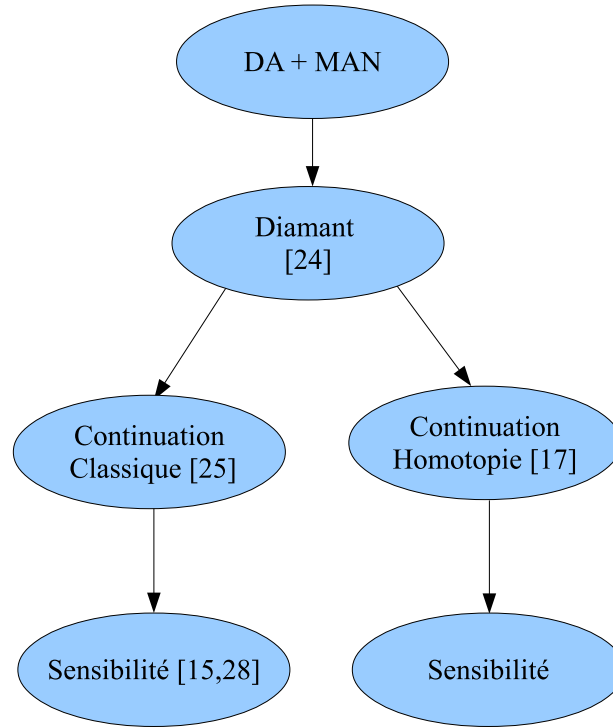 DA + MAN
Diamant
[24]
Continuation
Classique [25]
Continuation
Homotopie [17]
Sensibilité [15,28]
Sensibilité